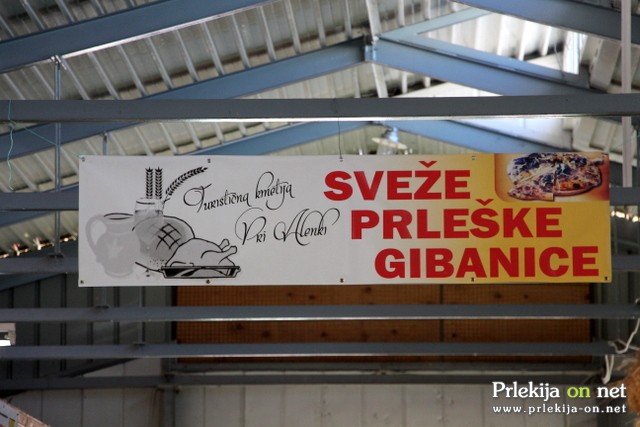 Turistična kmetija
Pri Alenki
SVEŽE
PRLEŠKE
GIBANICE
Prlekija on net
www.prlekija-on.net